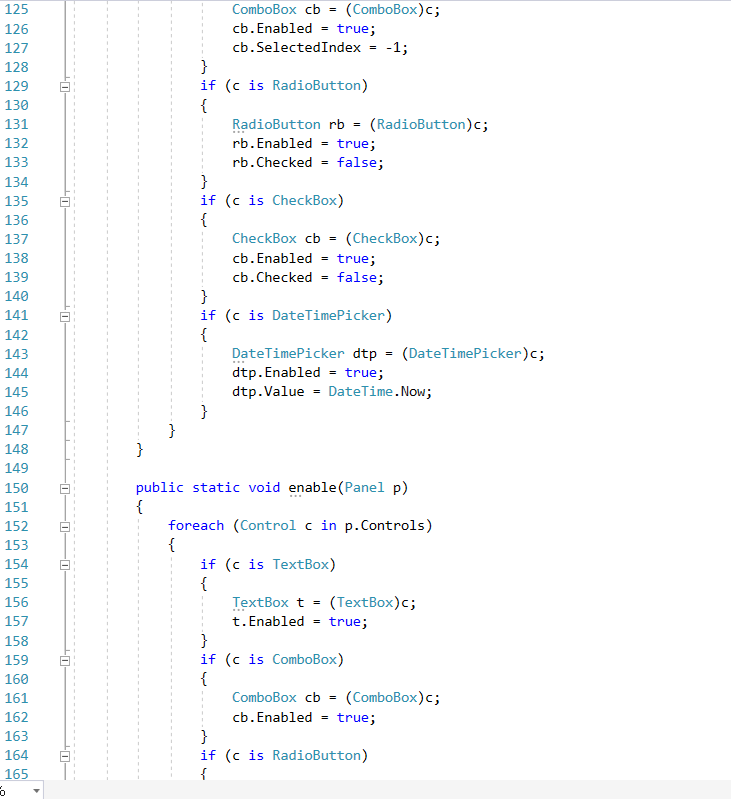 125 ComboBox cb = (ComboBox)c;
126 cb.Enabled = true;
127 cb.SelectedIndex = -1;
128 }
129 if (c is RadioButton)
130 {
131 RadioButton rb = (RadioButton)c;
132 rb.Enabled = true;
133 rb.Checked = false;
134 }
135 if (c is CheckBox)
136 {
137 CheckBox cb = (CheckBox)c;
138 cb.Enabled = true;
139 cb.Checked = false;
140 }
141 if (c is DateTimePicker)
142 {
143 DateTimePicker dtp = (DateTimePicker)c;
144 dtp.Enabled = true;
145 dtp.Value = DateTime.Now;
146 }
147 }
148 }
149
150 public static void enable(Panel p)
151 {
152 foreach (Control c in p.Controls)
153 {
154 if (c is TextBox)
155 {
156 TextBox t = (TextBox)c;
157 t.Enabled = true;
158 }
159 if (c is ComboBox)
160 {
161 ComboBox cb = (ComboBox)c;
162 cb.Enabled = true;
163 }
164 if (c is RadioButton)
165 {
%